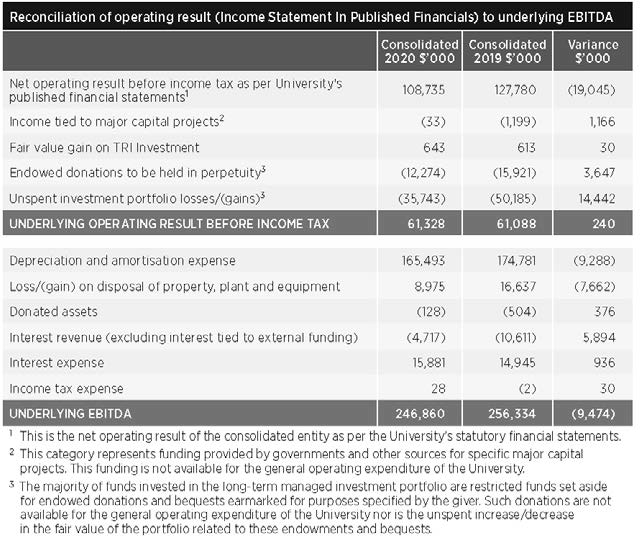 Reconciliation of operating result (Income Statement In Published Financials) to underlying EBITDA
Consolidated 2020 $'000 Consolidated 2019 $'000 Variance $'000
Net operating result before income tax as per University's
published financial statements1 108,735 127,780 (19,045)
Income tied to major capital projects2 (33) (1,199) 1,166
Fair value gain on TRI Investment 643 613 30
Endowed donations to be held in perpetuity3 (12,274) (15,921) 3,647
Unspent investment portfolio losses/(gains)3 (35,743) (50,185) 14,442
UNDERLYING OPERATING RESULT BEFORE INCOME TAX 61,328 61,088 240
Depreciation and amortisation expense 165,493 174,781 (9,288)
Loss/(gain) on disposal of property, plant and equipment 8,975 16,637 (7,662)
Donated assets (128) (504) 376
Interest revenue (excluding interest tied to external funding) (4,717) (10,611) 5,894
Interest expense 15,881 14,945 936
Income tax expense 28 (2) 30
UNDERLYING EBITDA 246,860 256,334 (9,474)
1 This is the net operating result of the consolidated entity as per the University's statutory financial statements.
2 This category represents funding provided by governments and other sources for specific major capital
projects. This funding is not available for the general operating expenditure of the University.
3 The majority of funds invested in the long-term managed investment portfolio are restricted funds set aside
for endowed donations and bequests earmarked for purposes specified by the giver. Such donations are not
available for the general operating expenditure of the University nor is the unspent increase/decrease
in the fair value of the portfolio related to these endowments and bequests.